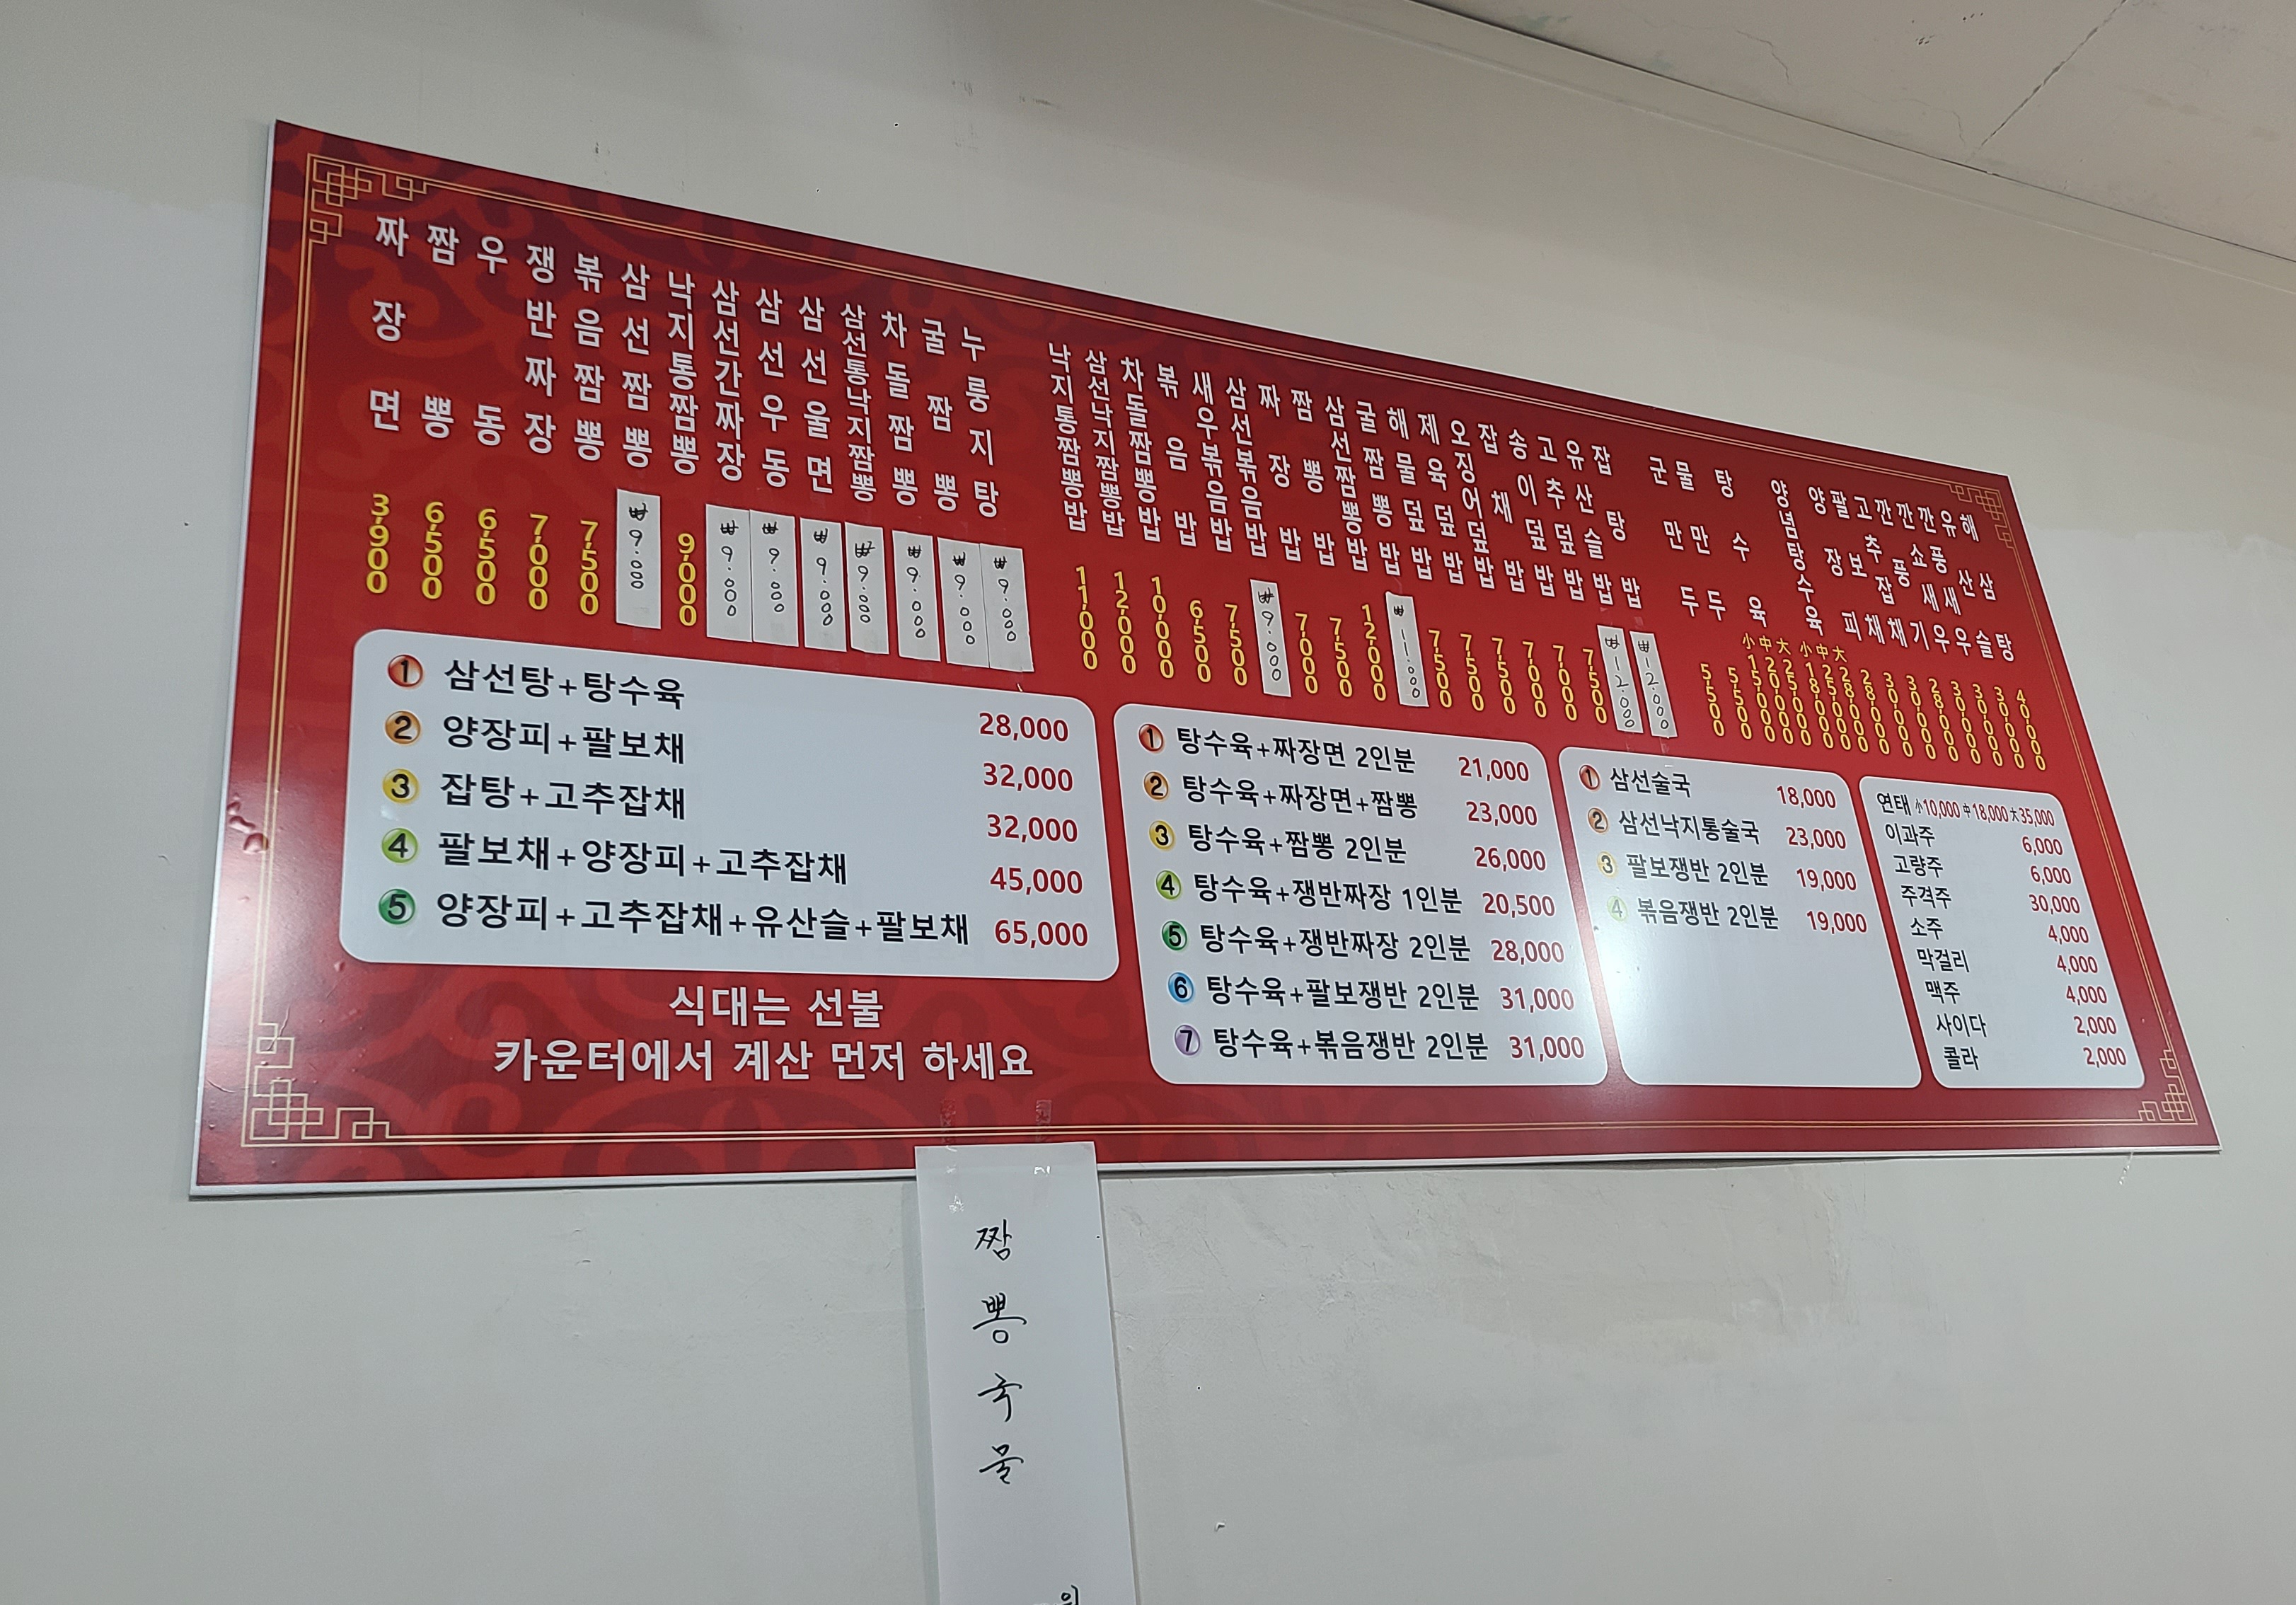 짜장면 3,900
짬뽕 6,500
우동 6,500
쟁반짜장 7,000
볶음짬뽕 7,500
삼선짬뽕 ₩9.000
낙지통짬뽕 9,000
삼선간짜장 ₩9.000
삼선우동 ₩9.000
삼선울면 ₩9.000
삼선통낙지짬뽕 ₩9.000
차돌짬뽕 ₩9.000
굴짬뽕 ₩9.000
누룽지탕 ₩9.000
낙지통짬뽕밥 11,000
삼선낙지짬뽕밥 12,000
차돌짬뽕밥 10,000
볶음밥 6,500
새우볶음밥 7,500
삼선볶음밥 ₩9.000
짜장밥 7,000
짬뽕밥 7,500
삼선짬뽕밥 12,000
굴짬뽕밥 ₩11.000
해물덮밥 7,500
제육덮밥 7,500
오징어덮밥 7,500
잡채밥 7,000
송이덮밥 7,000
고추덮밥 7,500
유산슬밥 ₩12.000
잡탕밥 ₩12.000
군만두 5,500
물만두 5,500
탕수육 小 15,000 中 20,000 大 25,000
양념탕수육 小 18,000 中 25,000 大 28,000
양장피 28,000
팔보채 30,000
고추잡채 30,000
깐풍기 28,000
깐쇼새우 30,000
깐풍새우 30,000
유산슬 30,000
해삼탕 40,000
1 삼선탕+탕수육 28,000
2 양장피+팔보채 32,000
3 잡탕+고추잡채 32,000
4 팔보채+양장피+고추잡채 45,000
5 양장피+고추잡채+유산슬+팔보채 65,000
식대는 선불
카운터에서 계산 먼저 하세요
1 탕수육+짜장면 2인분 21,000
2 탕수육+짜장면+짬뽕 23,000
3 탕수육+짬뽕 2인분 26,000
4 탕수육+쟁반짜장 1인분 20,500
5 탕수육+쟁반짜장 2인분 28,000
6 탕수육+팔보쟁반 2인분 31,000
7 탕수육+볶음쟁반 2인분 31,000
1 삼선술국 18,000
2 삼선낙지통술국 23,000
3 팔보쟁반 2인분 19,000
4 볶음쟁반 2인분 19,000
연태 小10,000 中18,000 大35,000
이과주 6,000
고량주 6,000
주격주 30,000
소주 4,000
막걸리 4,000
맥주 4,000
사이다 2,000
콜라 2,000
짬뽕국물